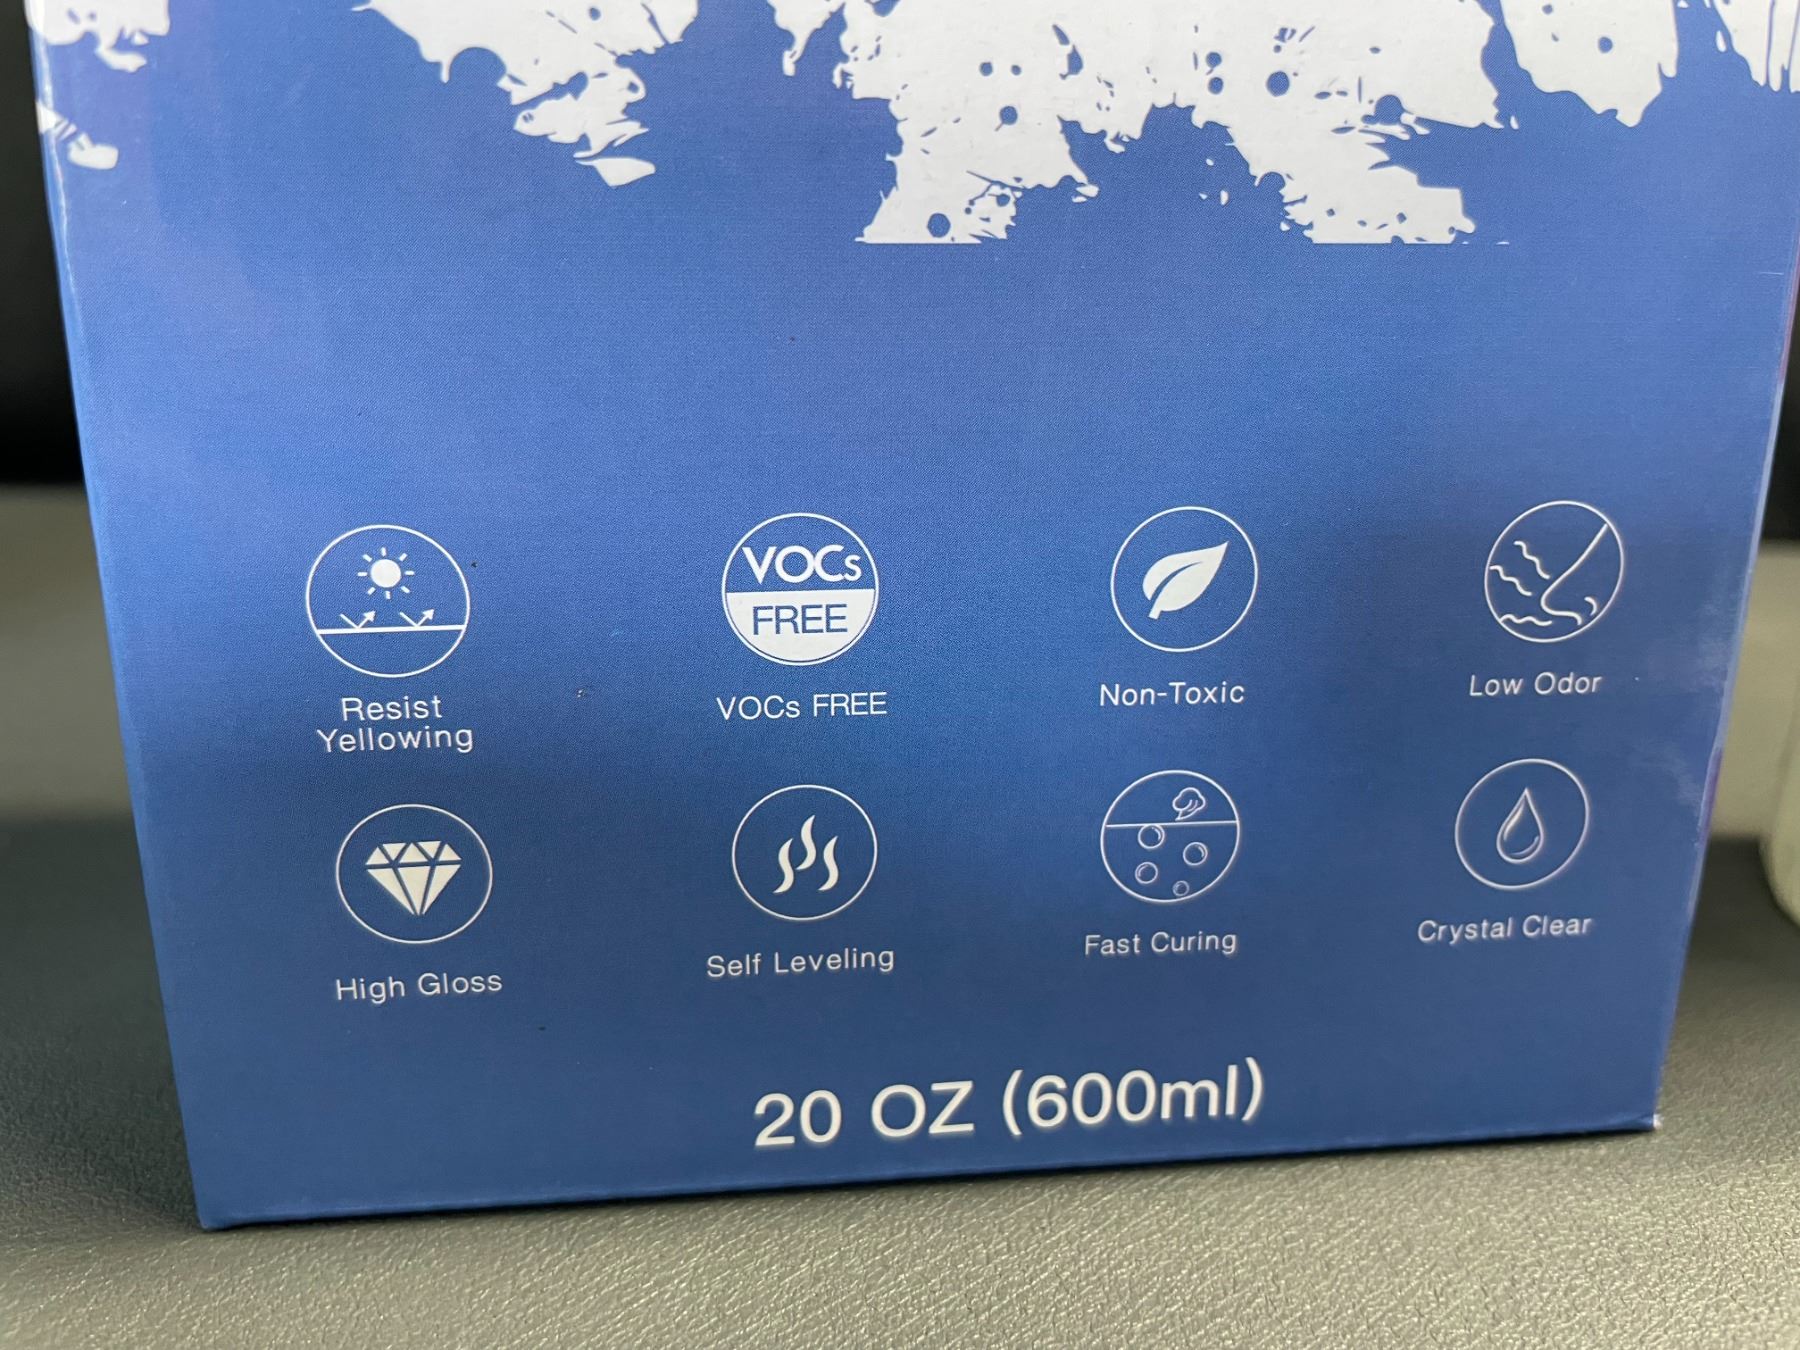 VOCs
FREE
Resist
Yellowing
VOCs FREE
Non-Toxic
Low Odor
High Gloss
Self Leveling
Fast Curing
Crystal Clear
20 OZ (600ml)